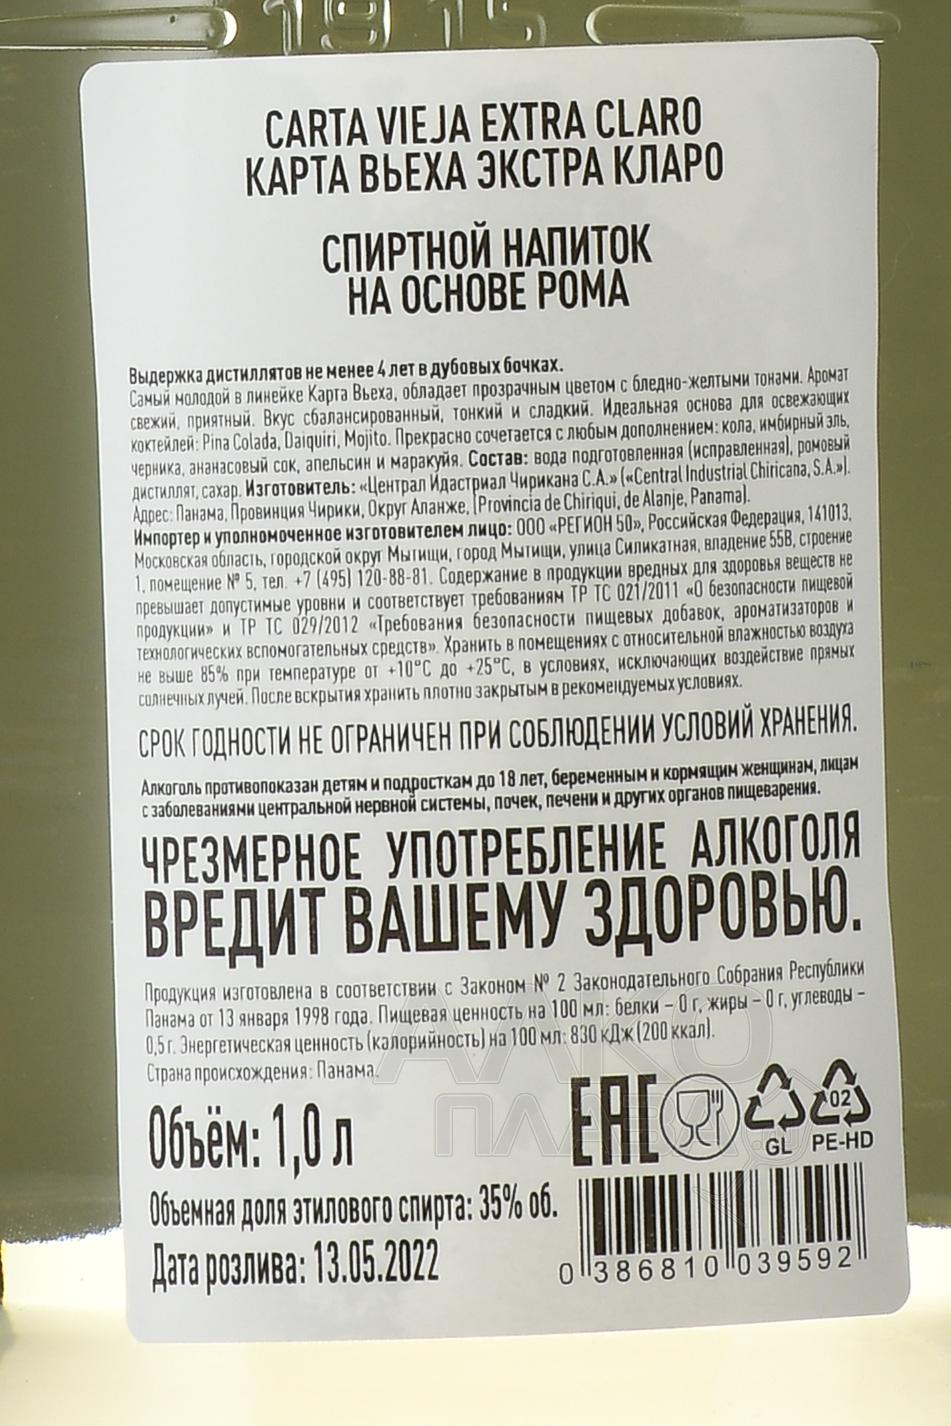 1915
CARTA VIEJA EXTRA CLARO
КАРТА ВЬЕХА ЭКСТРА КЛАРО
СПИРТНОЙ НАПИТОК
НА ОСНОВЕ РОМА
Выдержка дистиллятов не менее 4 лет в дубовых бочках.
Самый молодой в линейке Карта Вьеха, обладает прозрачным цветом с бледно-желтыми тонами. Аромат
свежий, приятный. Вкус сбалансированный, тонкий и сладкий. Идеальная основа для освежающих
коктейлей: Pina Colada, Daiquiri, Mojito. Прекрасно сочетается с любым дополнением: кола, имбирный эль,
черника, ананасовый сок, апельсин и маракуйя. Состав: вода подготовленная (исправленная), ромовый
дистиллят, сахар. Изготовитель: «Централ Идастриал Чирикана С.А.» («Central Industrial Chiricana, S.A.»).
Адрес: Панама, Провинция Чирики, Округ Аланже, (Provincia de Chiriqui, de Alanje, Panama).
Импортер и уполномоченное изготовителем лицо: ООО «РЕГИОН 50», Российская Федерация, 141013,
Московская область, городской округ Мытищи, город Мытищи, улица Силикатная, владение 55В, строение
1, помещение № 5, тел. +7 (495) 120-88-81. Содержание в продукции вредных для здоровья веществ не
превышает допустимые уровни и соответствует требованиям ТР ТС 021/2011 «О безопасности пищевой
продукции» и ТР ТС 029/2012 «Требования безопасности пищевых добавок, ароматизаторов и
технологических вспомогательных средств». Хранить в помещениях с относительной влажностью воздуха
не выше 85% при температуре от +10°С до +25°С, в условиях, исключающих воздействие прямых
солнечных лучей. После вскрытия хранить плотно закрытым в рекомендуемых условиях.
СРОК ГОДНОСТИ НЕ ОГРАНИЧЕН ПРИ СОБЛЮДЕНИИ УСЛОВИЙ ХРАНЕНИЯ.
Алкоголь противопоказан детям и подросткам до 18 лет, беременным и кормящим женщинам, лицам
с заболеваниями центральной нервной системы, почек, печени и других органов пищеварения.
ЧРЕЗМЕРНОЕ УПОТРЕБЛЕНИЕ АЛКОГОЛЯ
ВРЕДИТ ВАШЕМУ ЗДОРОВЬЮ.
Продукция изготовлена в соответствии с Законом № 2 Законодательного Собрания Республики
Панама от 13 января 1998 года. Пищевая ценность на 100 мл: белки – 0 г, жиры – 0 г, углеводы –
0,5 г. Энергетическая ценность (калорийность) на 100 мл: 830 кДж (200 ккал).
Страна происхождения: Панама.
АЛКО
ПЛАЗА
Объём: 1,0 л
EAC
02
GL PE-HD
Объемная доля этилового спирта: 35% об.
Дата розлива: 13.05.2022
0 386810 039592